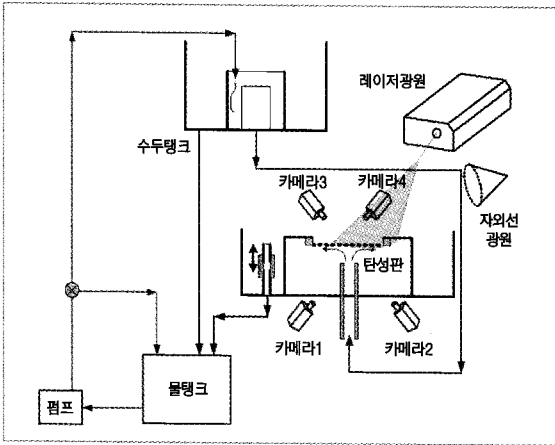 레이저광원
수두탱크
카메라3
카메라4
자외선
광원
탄성판
카메라1
카메라2
물탱크
펌프